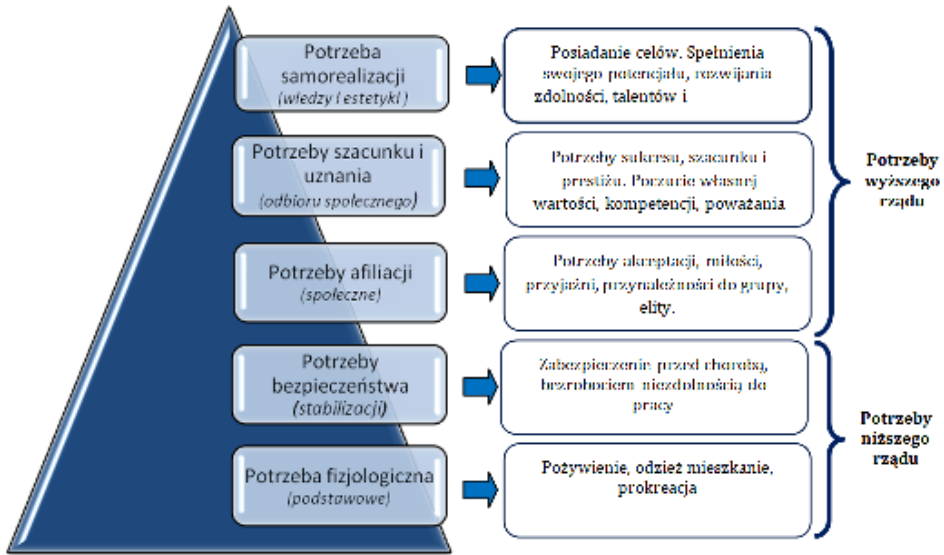 Potrzeba
samorealizacji
(wiedzy i estetyki )
Posiadanie celów. Spełnienia
swojego potencjału, rozwijania
zdolności, talentów i
Potrzeby szacunku i
uznania
(odbioru społecznego)
Potrzeby sukcesu, szacunku i
prestiżu. Poczucie własnej
wartości, kompetencji, poważania
Potrzeby afiliacji
(społeczne)
Potrzeby akceptacji, miłości,
przyjaźni, przynależności do grupy,
elity.
Potrzeby
wyższego
rządu
Potrzeby
bezpieczeństwa
(stabilizacji)
Zabezpieczenie przed chorobą,
bezrobociem niezdolnością do
pracy
Potrzeba fizjologiczna
(podstawowe)
Pożywienie, odzież mieszkanie,
prokreacja
Potrzeby
niższego
rządu